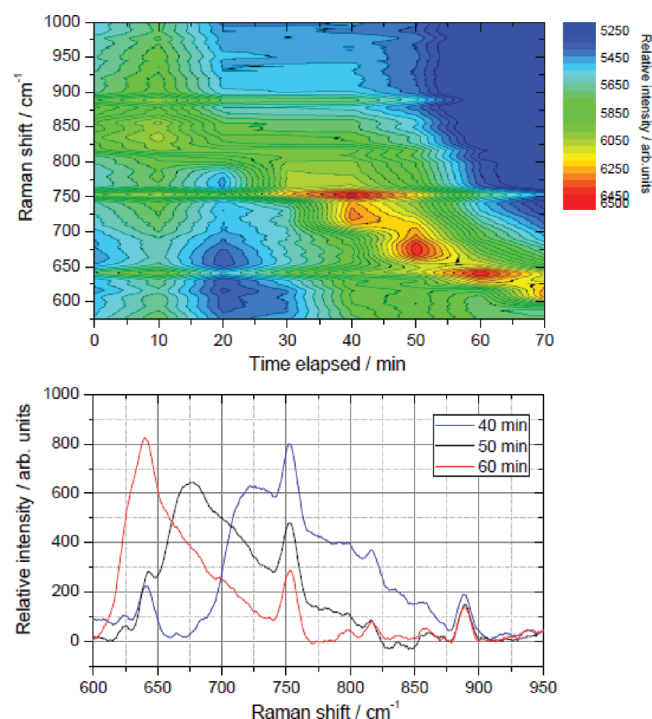 1000
950
900
850
800
750
700
650
600
Raman shift / cm-1
0 10 20 30 40 50 60 70
Time elapsed / min
5250
5450
5650
5850
6050
6250
6450
6500
Relative intensity / arb.units
1000
800
600
400
200
0
Relative intensity / arb. units
40 min
50 min
60 min
600 650 700 750 800 850 900 950
Raman shift / cm-1